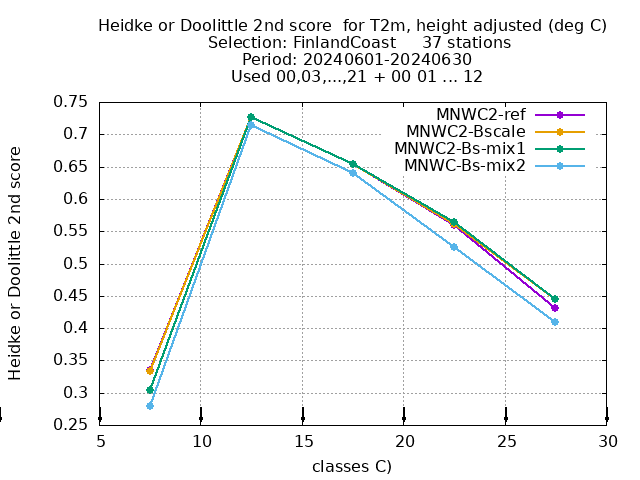 Heidke or Doolittle 2nd score  for T2m, height adjusted (deg C)
Selection: FinlandCoast     37 stations
Period: 20240601-20240630
Used 00,03,...,21 + 00 01 ... 12
MNWC2-ref
MNWC2-Bscale
MNWC2-Bs-mix1
MNWC-Bs-mix2
Heidke or Doolittle 2nd score
0.75
0.7
0.65
0.6
0.55
0.5
0.45
0.4
0.35
0.3
0.25
5 10 15 20 25 30
classes C)